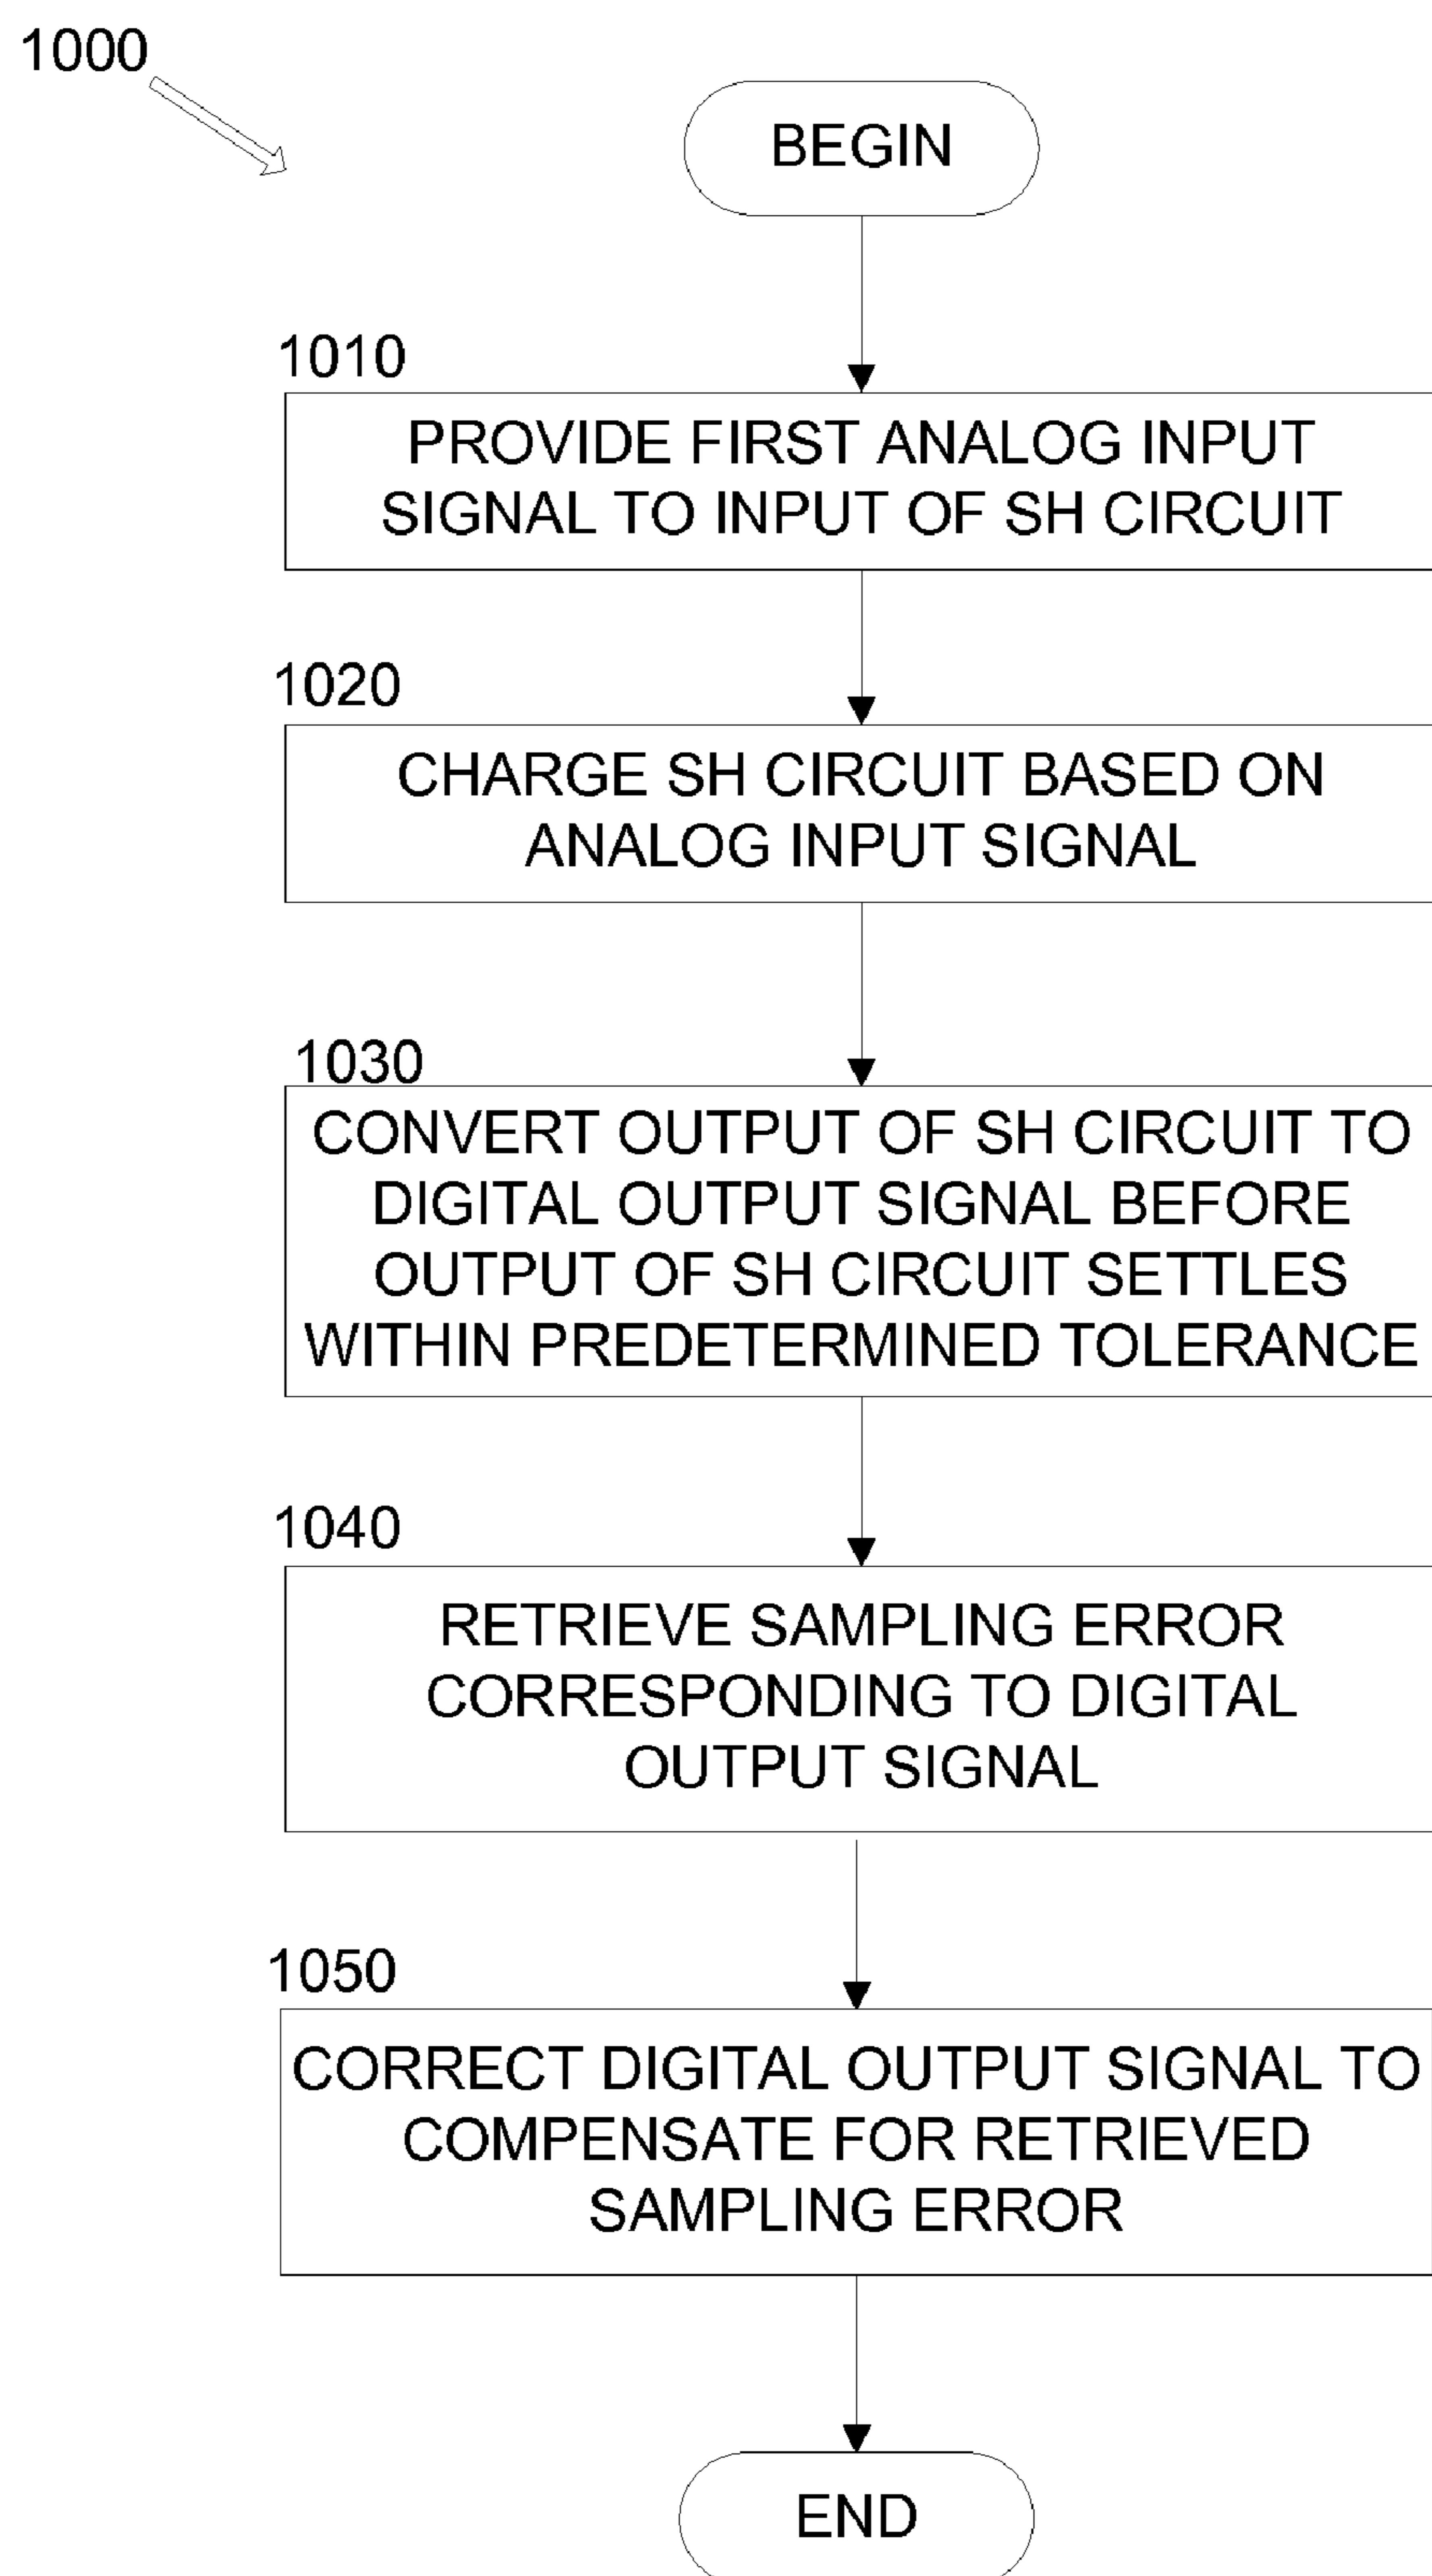 1000
BEGIN
1010
PROVIDE FIRST ANALOG INPUT
SIGNAL TO INPUT OF SH CIRCUIT
1020
CHARGE SH CIRCUIT BASED ON
ANALOG INPUT SIGNAL
1030
CONVERT OUTPUT OF SH CIRCUIT TO
DIGITAL OUTPUT SIGNAL BEFORE
OUTPUT OF SH CIRCUIT SETTLES
WITHIN PREDETERMINED TOLERANCE
1040
RETRIEVE SAMPLING ERROR
CORRESPONDING TO DIGITAL
OUTPUT SIGNAL
1050
CORRECT DIGITAL OUTPUT SIGNAL TO
COMPENSATE FOR RETRIEVED
SAMPLING ERROR
END